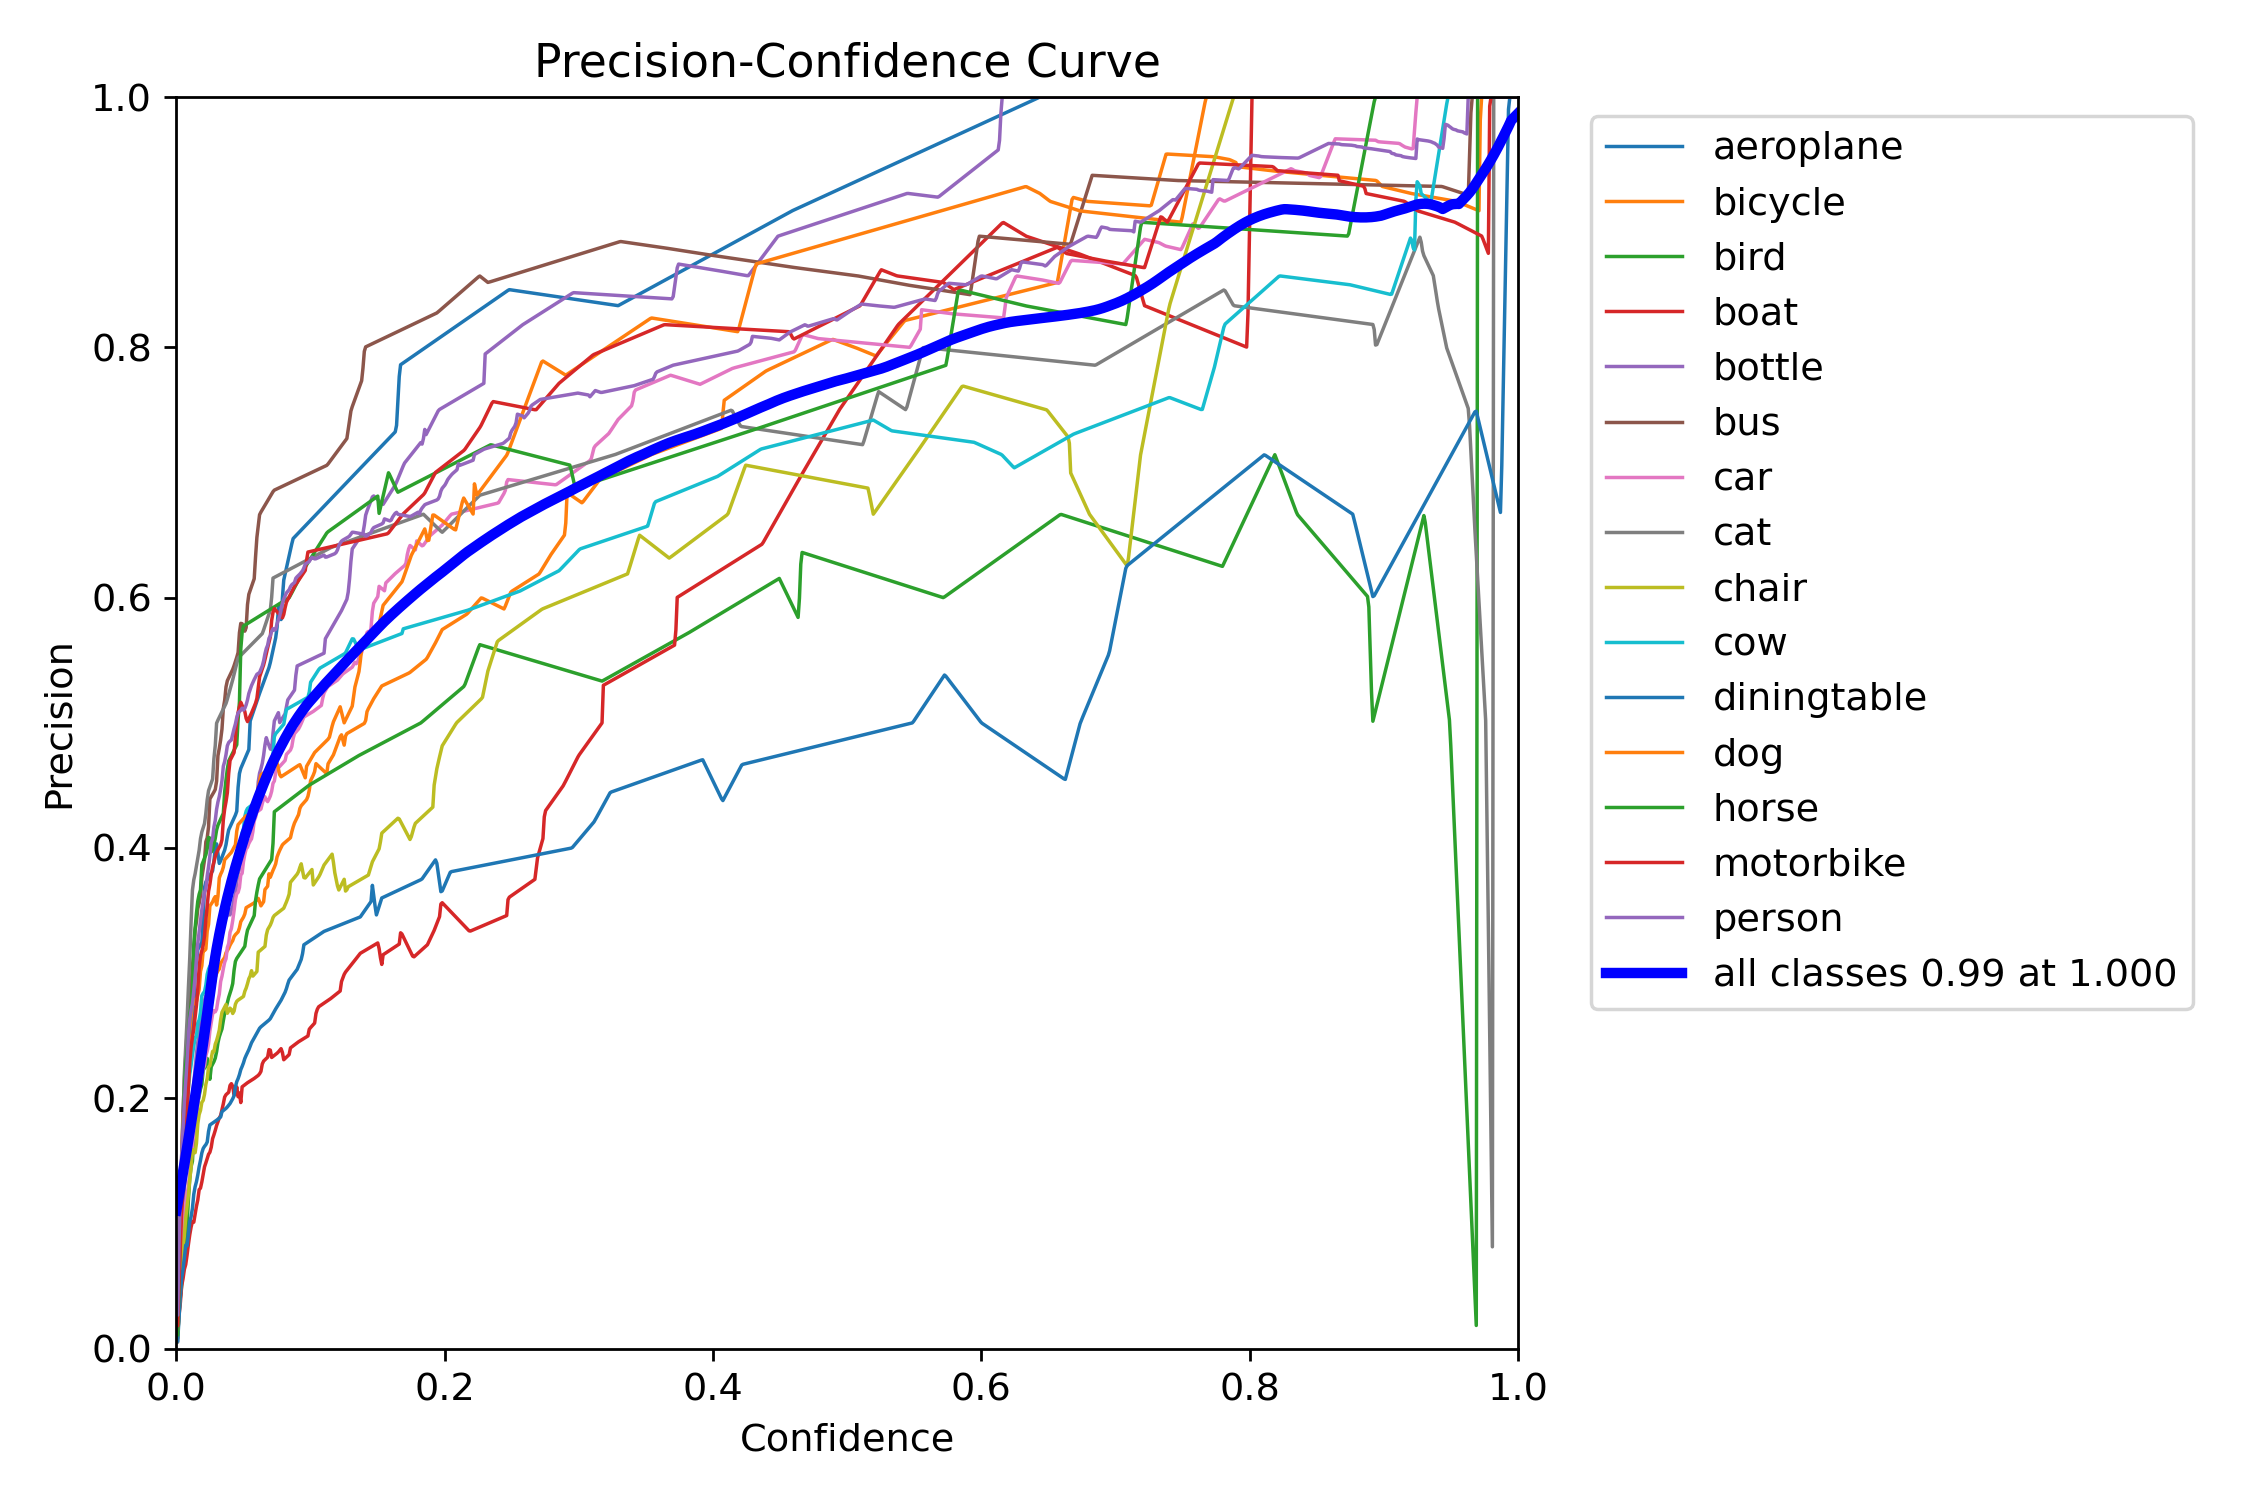 Precision-Confidence Curve
1.0
0.8
0.6
0.4
0.2
0.0
Precision
0.0 0.2 0.4 0.6 0.8 1.0
Confidence
aeroplane
bicycle
bird
boat
bottle
bus
car
cat
chair
cow
diningtable
dog
horse
motorbike
person
all classes 0.99 at 1.000